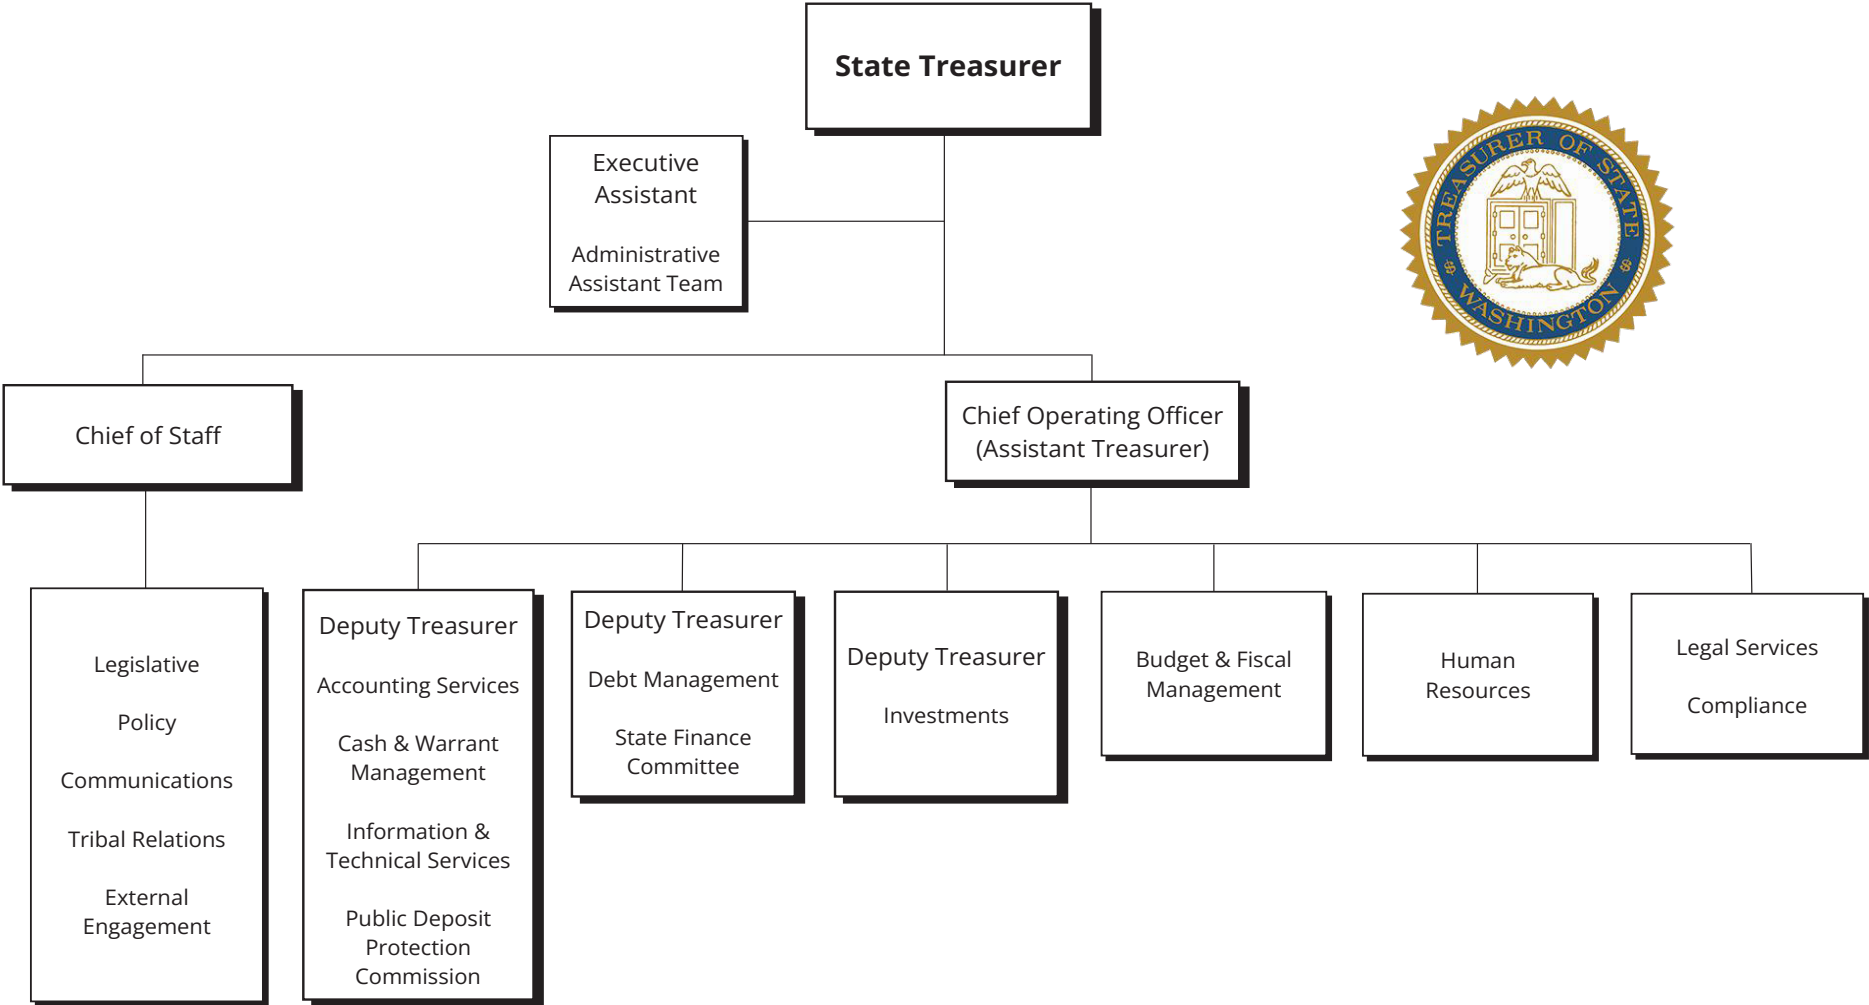 State Treasurer
Executive
Assistant
Administrative
Assistant Team
TREASURER OF STATE
WASHINGTON
Chief of Staff
Chief Operating Officer
(Assistant Treasurer)
Legislative
Policy
Communications
Tribal Relations
External
Engagement
Deputy Treasurer
Accounting Services
Cash & Warrant
Management
Information &
Technical Services
Public Deposit
Protection
Commission
Deputy Treasurer
Debt Management
State Finance
Committee
Deputy Treasurer
Investments
Budget & Fiscal
Management
Human
Resources
Legal Services
Compliance